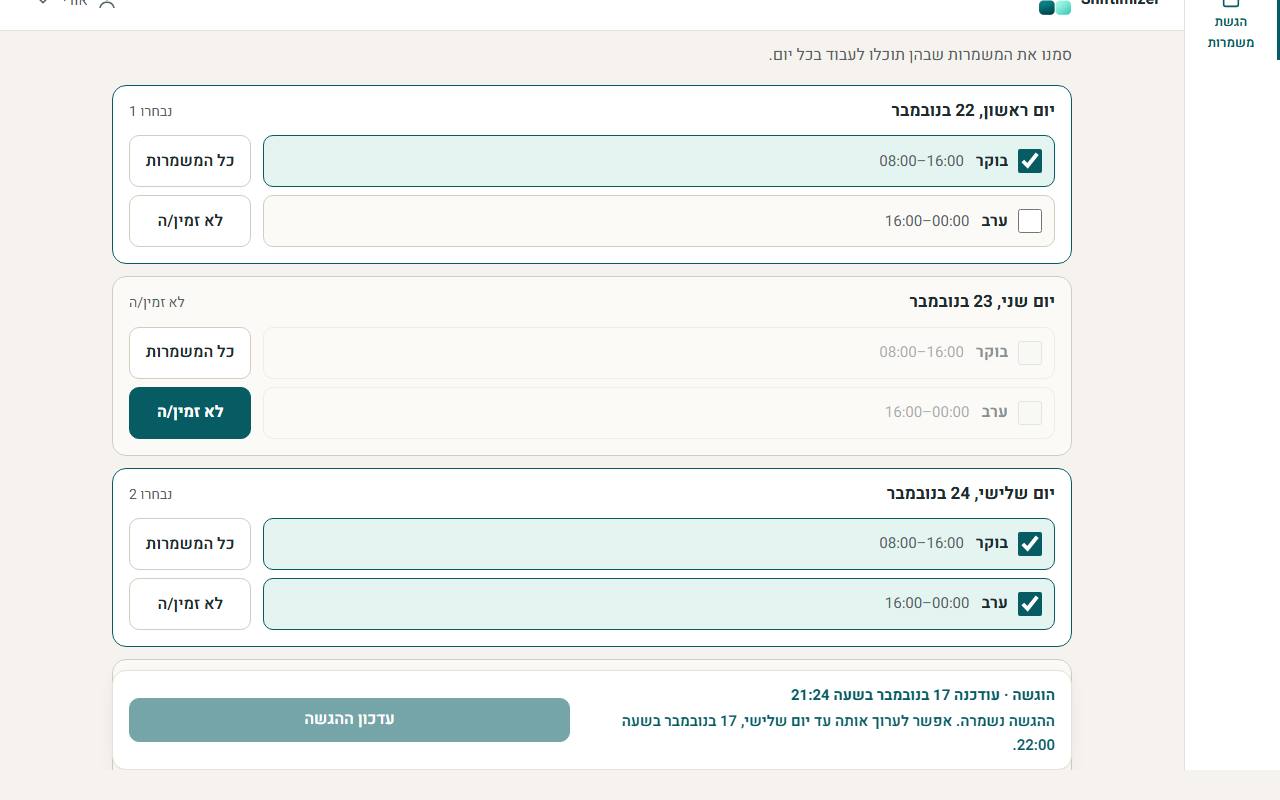 Shiftimizer
אורי
הגשת
משמרות
סמנו את המשמרות שבהן תוכלו לעבוד בכל יום.
יום ראשון, 22 בנובמבר
נבחרו 1
בוקר 08:00–16:00
כל המשמרות
ערב 16:00–00:00
לא זמין/ה
יום שני, 23 בנובמבר
לא זמין/ה
בוקר 08:00–16:00
כל המשמרות
ערב 16:00–00:00
לא זמין/ה
יום שלישי, 24 בנובמבר
נבחרו 2
בוקר 08:00–16:00
כל המשמרות
ערב 16:00–00:00
לא זמין/ה
הוגשה · עודכנה 17 בנובמבר בשעה 21:24
ההגשה נשמרה. אפשר לערוך אותה עד יום שלישי, 17 בנובמבר בשעה
22:00.
עדכון ההגשה